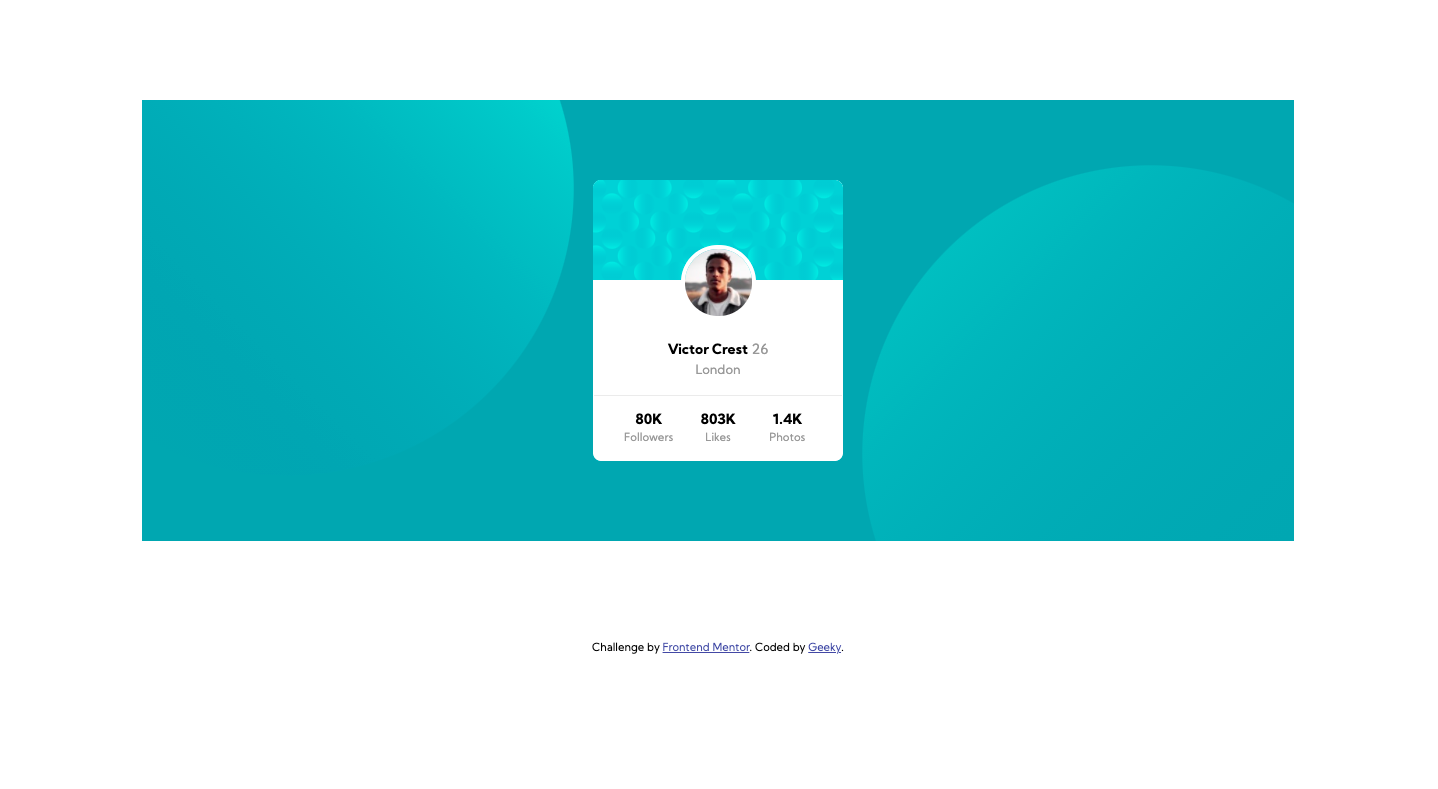 Victor Crest 26
London
80K 803K 1.4K
Followers Likes Photos
Challenge by Frontend Mentor. Coded by Geeky.